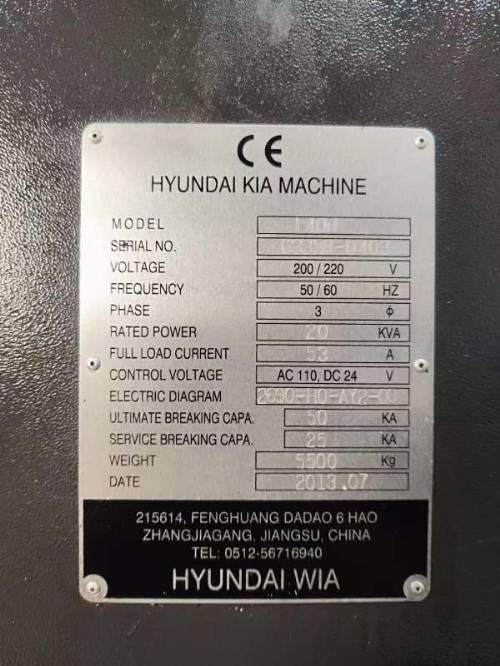 CE
HYUNDAI KIA MACHINE
MODEL
SERIAL NO.
VOLTAGE 200 / 220 V
FREQUENCY 50 / 60 HZ
PHASE 3 ϕ
RATED POWER 20 KVA
FULL LOAD CURRENT 53 A
CONTROL VOLTAGE AC 110, DC 24 V
ELECTRIC DIAGRAM
ULTIMATE BREAKING CAPA. 50 KA
SERVICE BREAKING CAPA. 25 KA
WEIGHT 5500 Kg
DATE 2013.07
215614, FENGHUANG DADAO 6 HAO
ZHANGJIAGANG, JIANGSU, CHINA
TEL: 0512-56716940
HYUNDAI WIA